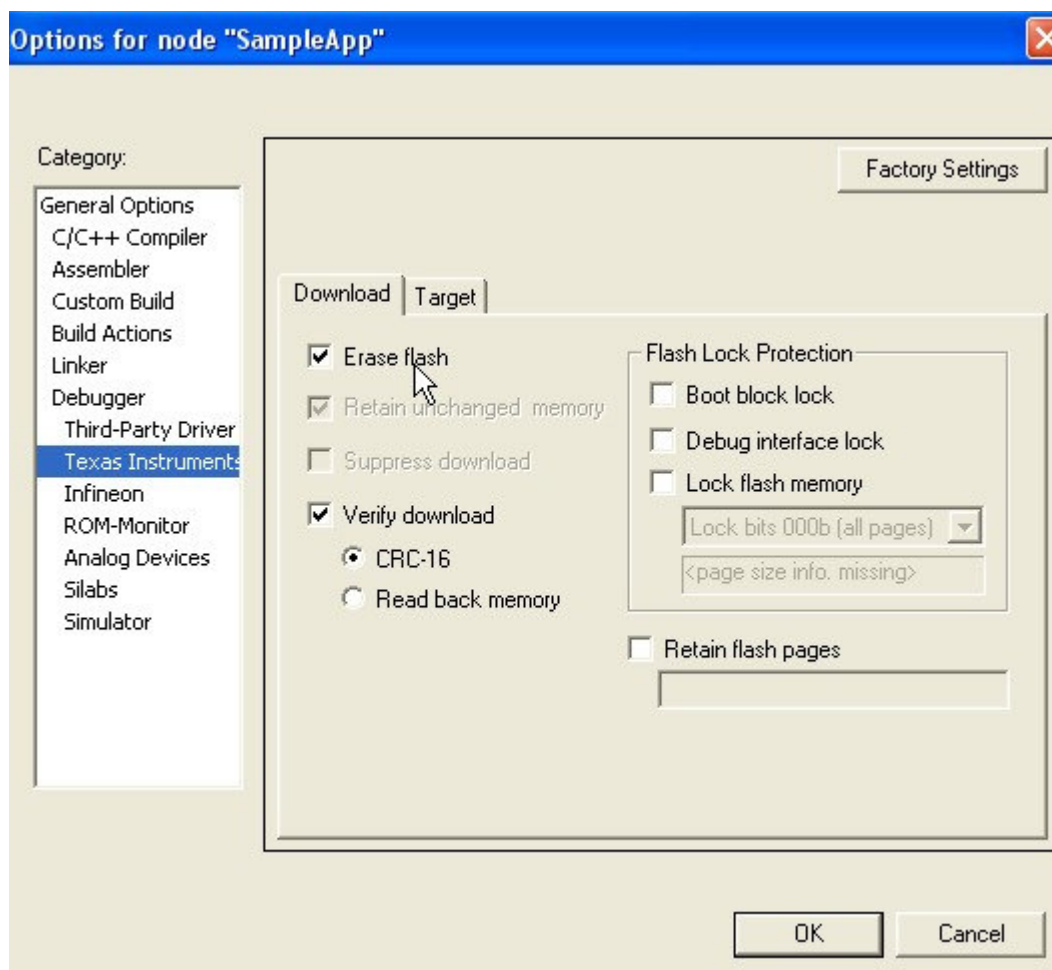 Options for node "SampleApp"
Category:
Factory Settings
General Options
C/C++ Compiler
Assembler
Custom Build
Build Actions
Linker
Debugger
Third-Party Driver
Texas Instruments
Infineon
ROM-Monitor
Analog Devices
Silabs
Simulator
Download
Target
Erase flash
Retain unchanged memory
Suppress download
Verify download
CRC-16
Read back memory
Flash Lock Protection
Boot block lock
Debug interface lock
Lock flash memory
Lock bits 000b (all pages)
<page size info. missing>
Retain flash pages
OK
Cancel